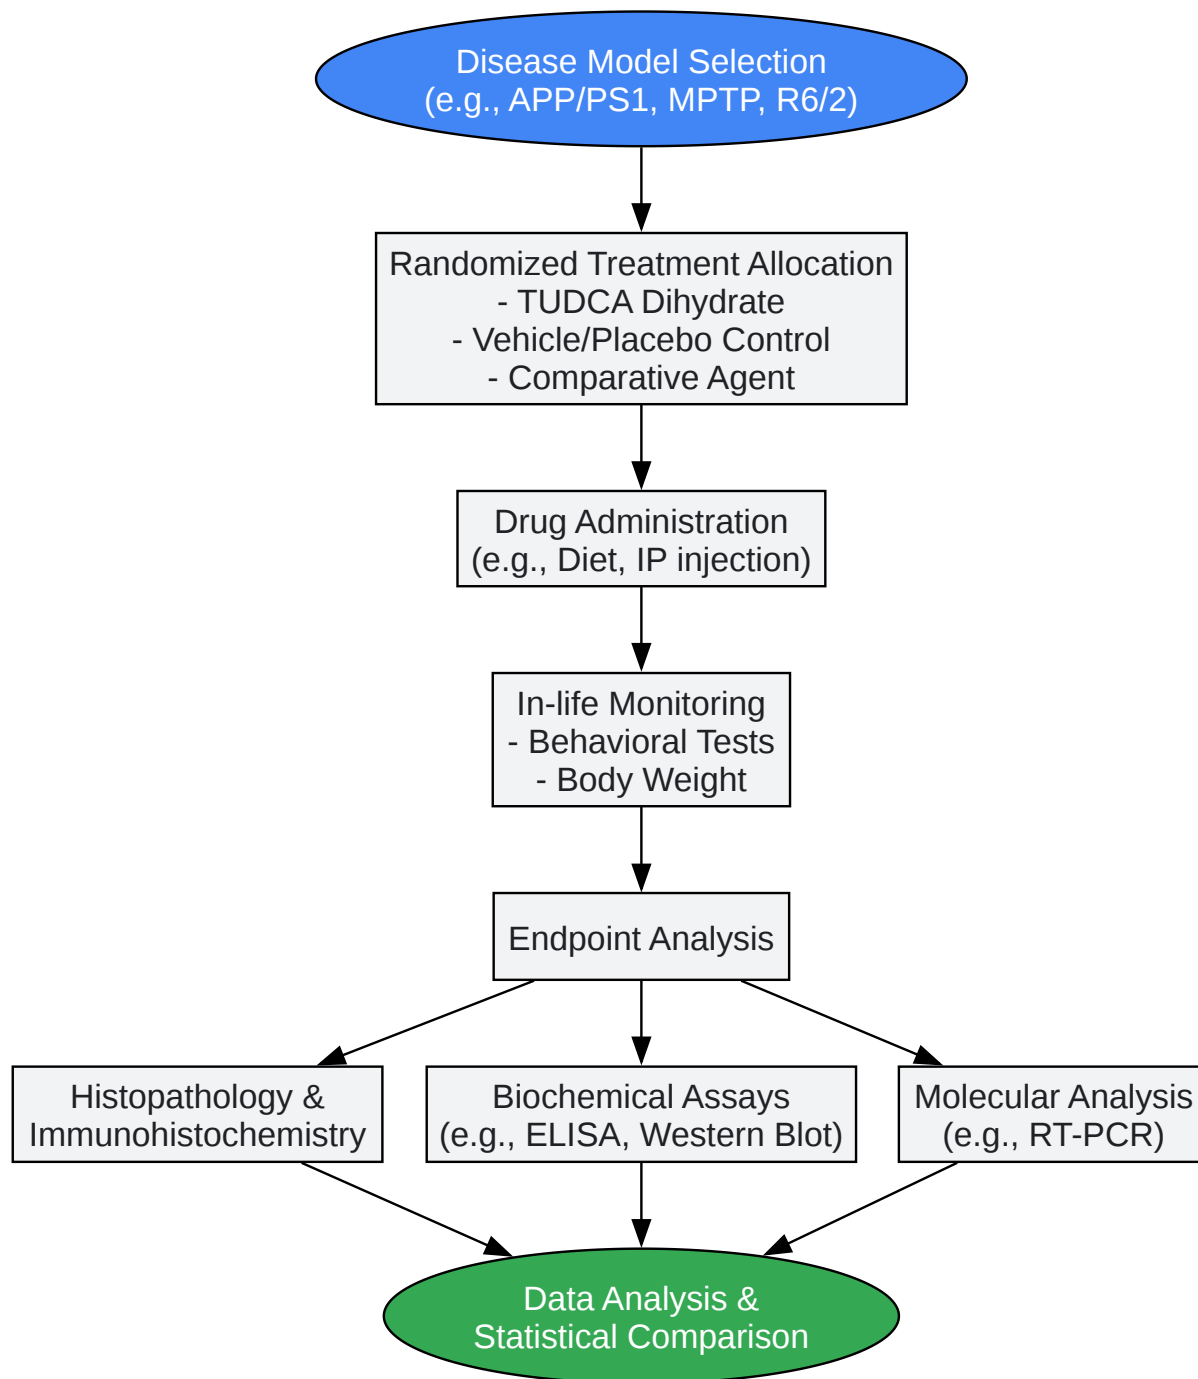 Disease Model Selection
(e.g., APP/PS1, MPTP, R6/2)
Randomized Treatment Allocation
- TUDCA Dihydrate
- Vehicle/Placebo Control
- Comparative Agent
Drug Administration
(e.g., Diet, IP injection)
In-life Monitoring
- Behavioral Tests
- Body Weight
Endpoint Analysis
Histopathology &
Immunohistochemistry
Biochemical Assays
(e.g., ELISA, Western Blot)
Molecular Analysis
(e.g., RT-PCR)
Data Analysis &
Statistical Comparison